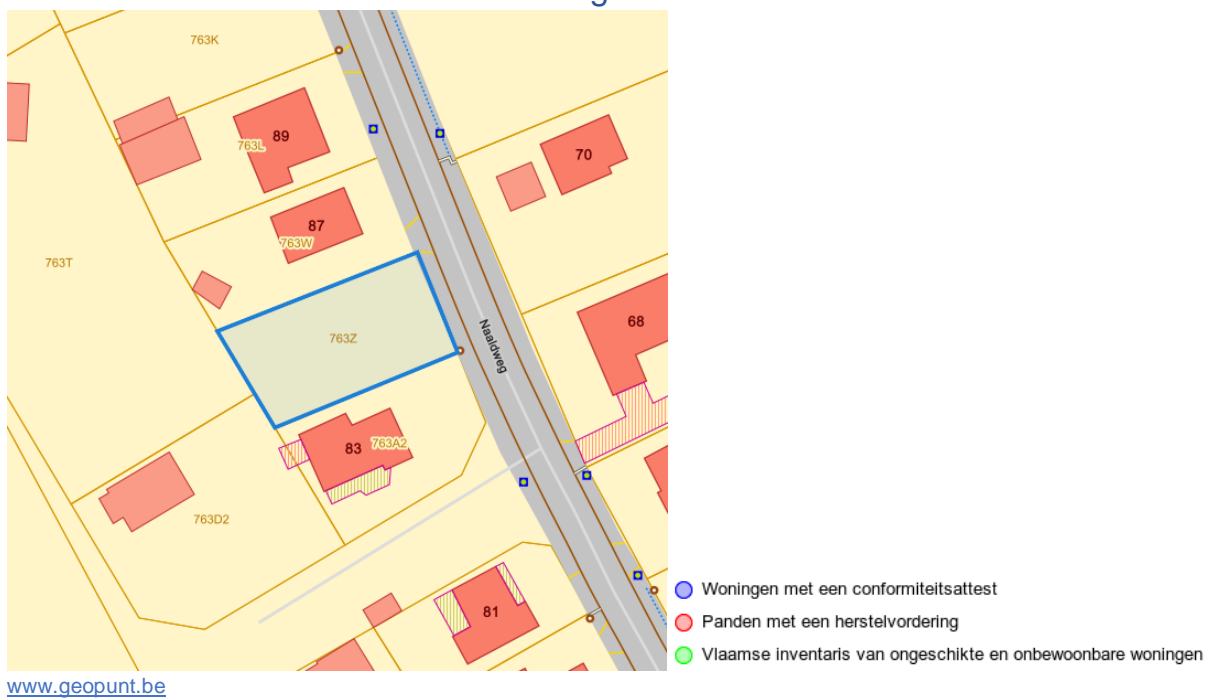 763K
89
763L
70
87
763W
763T
68
763Z
Naaldweg
83
763A2
763D2
81
Woningen met een conformiteitsattest
Panden met een herstelvordering
Vlaamse inventaris van ongeschikte en onbewoonbare woningen
www.geopunt.be